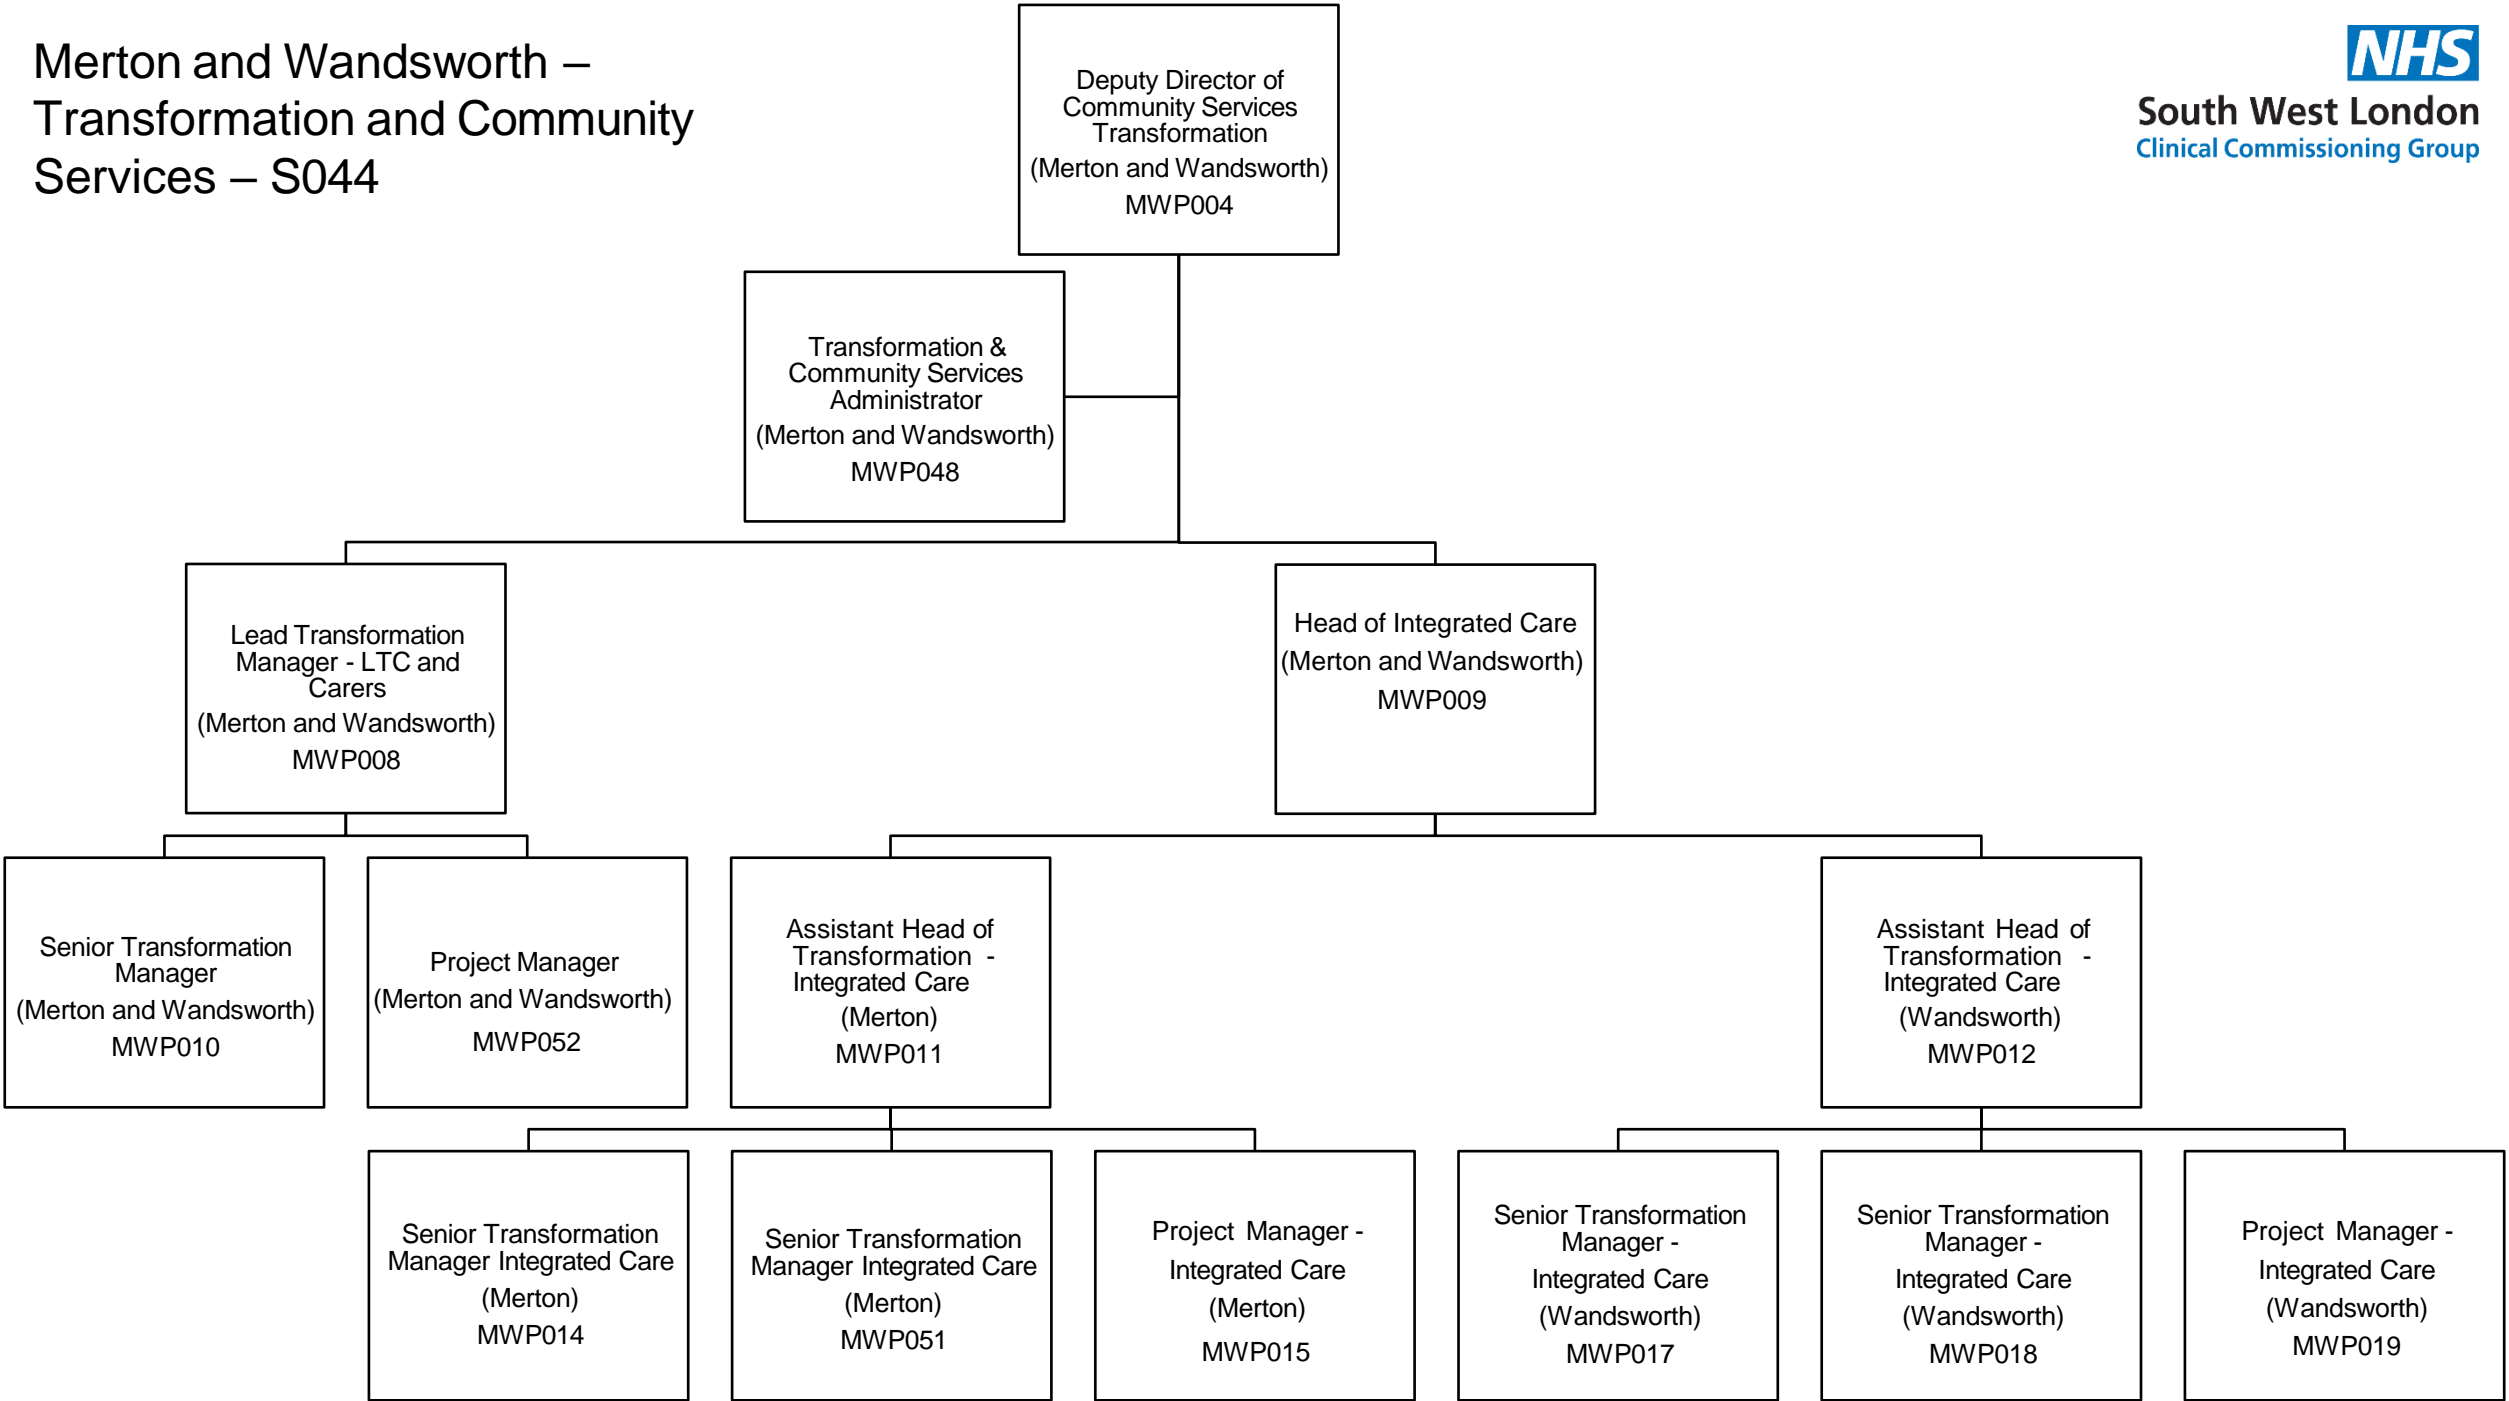 Merton and Wandsworth –
Transformation and Community
Services – S044
NHS
South West London
Clinical Commissioning Group
Deputy Director of
Community Services
Transformation
(Merton and Wandsworth)
MWP004
Transformation &
Community Services
Administrator
(Merton and Wandsworth)
MWP048
Lead Transformation
Manager - LTC and
Carers
(Merton and Wandsworth)
MWP008
Head of Integrated Care
(Merton and Wandsworth)
MWP009
Senior Transformation
Manager
(Merton and Wandsworth)
MWP010
Project Manager
(Merton and Wandsworth)
MWP052
Assistant Head of
Transformation -
Integrated Care
(Merton)
MWP011
Assistant Head of
Transformation -
Integrated Care
(Wandsworth)
MWP012
Senior Transformation
Manager Integrated Care
(Merton)
MWP014
Senior Transformation
Manager Integrated Care
(Merton)
MWP051
Project Manager -
Integrated Care
(Merton)
MWP015
Senior Transformation
Manager -
Integrated Care
(Wandsworth)
MWP017
Senior Transformation
Manager -
Integrated Care
(Wandsworth)
MWP018
Project Manager -
Integrated Care
(Wandsworth)
MWP019